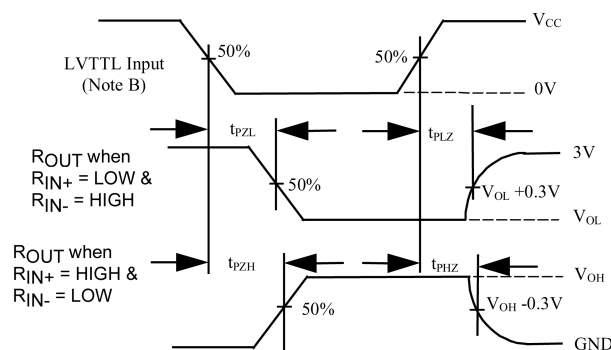 V_CC
50%
50%
LVTTL Input
(Note B)
0V
t_PZL
t_PLZ
R_OUT when
R_IN+ = LOW &
R_IN- = HIGH
3V
50%
V_OL +0.3V
V_OL
R_OUT when
R_IN+ = HIGH &
R_IN- = LOW
t_PZH
t_PHZ
V_OH
50%
V_OH -0.3V
GND